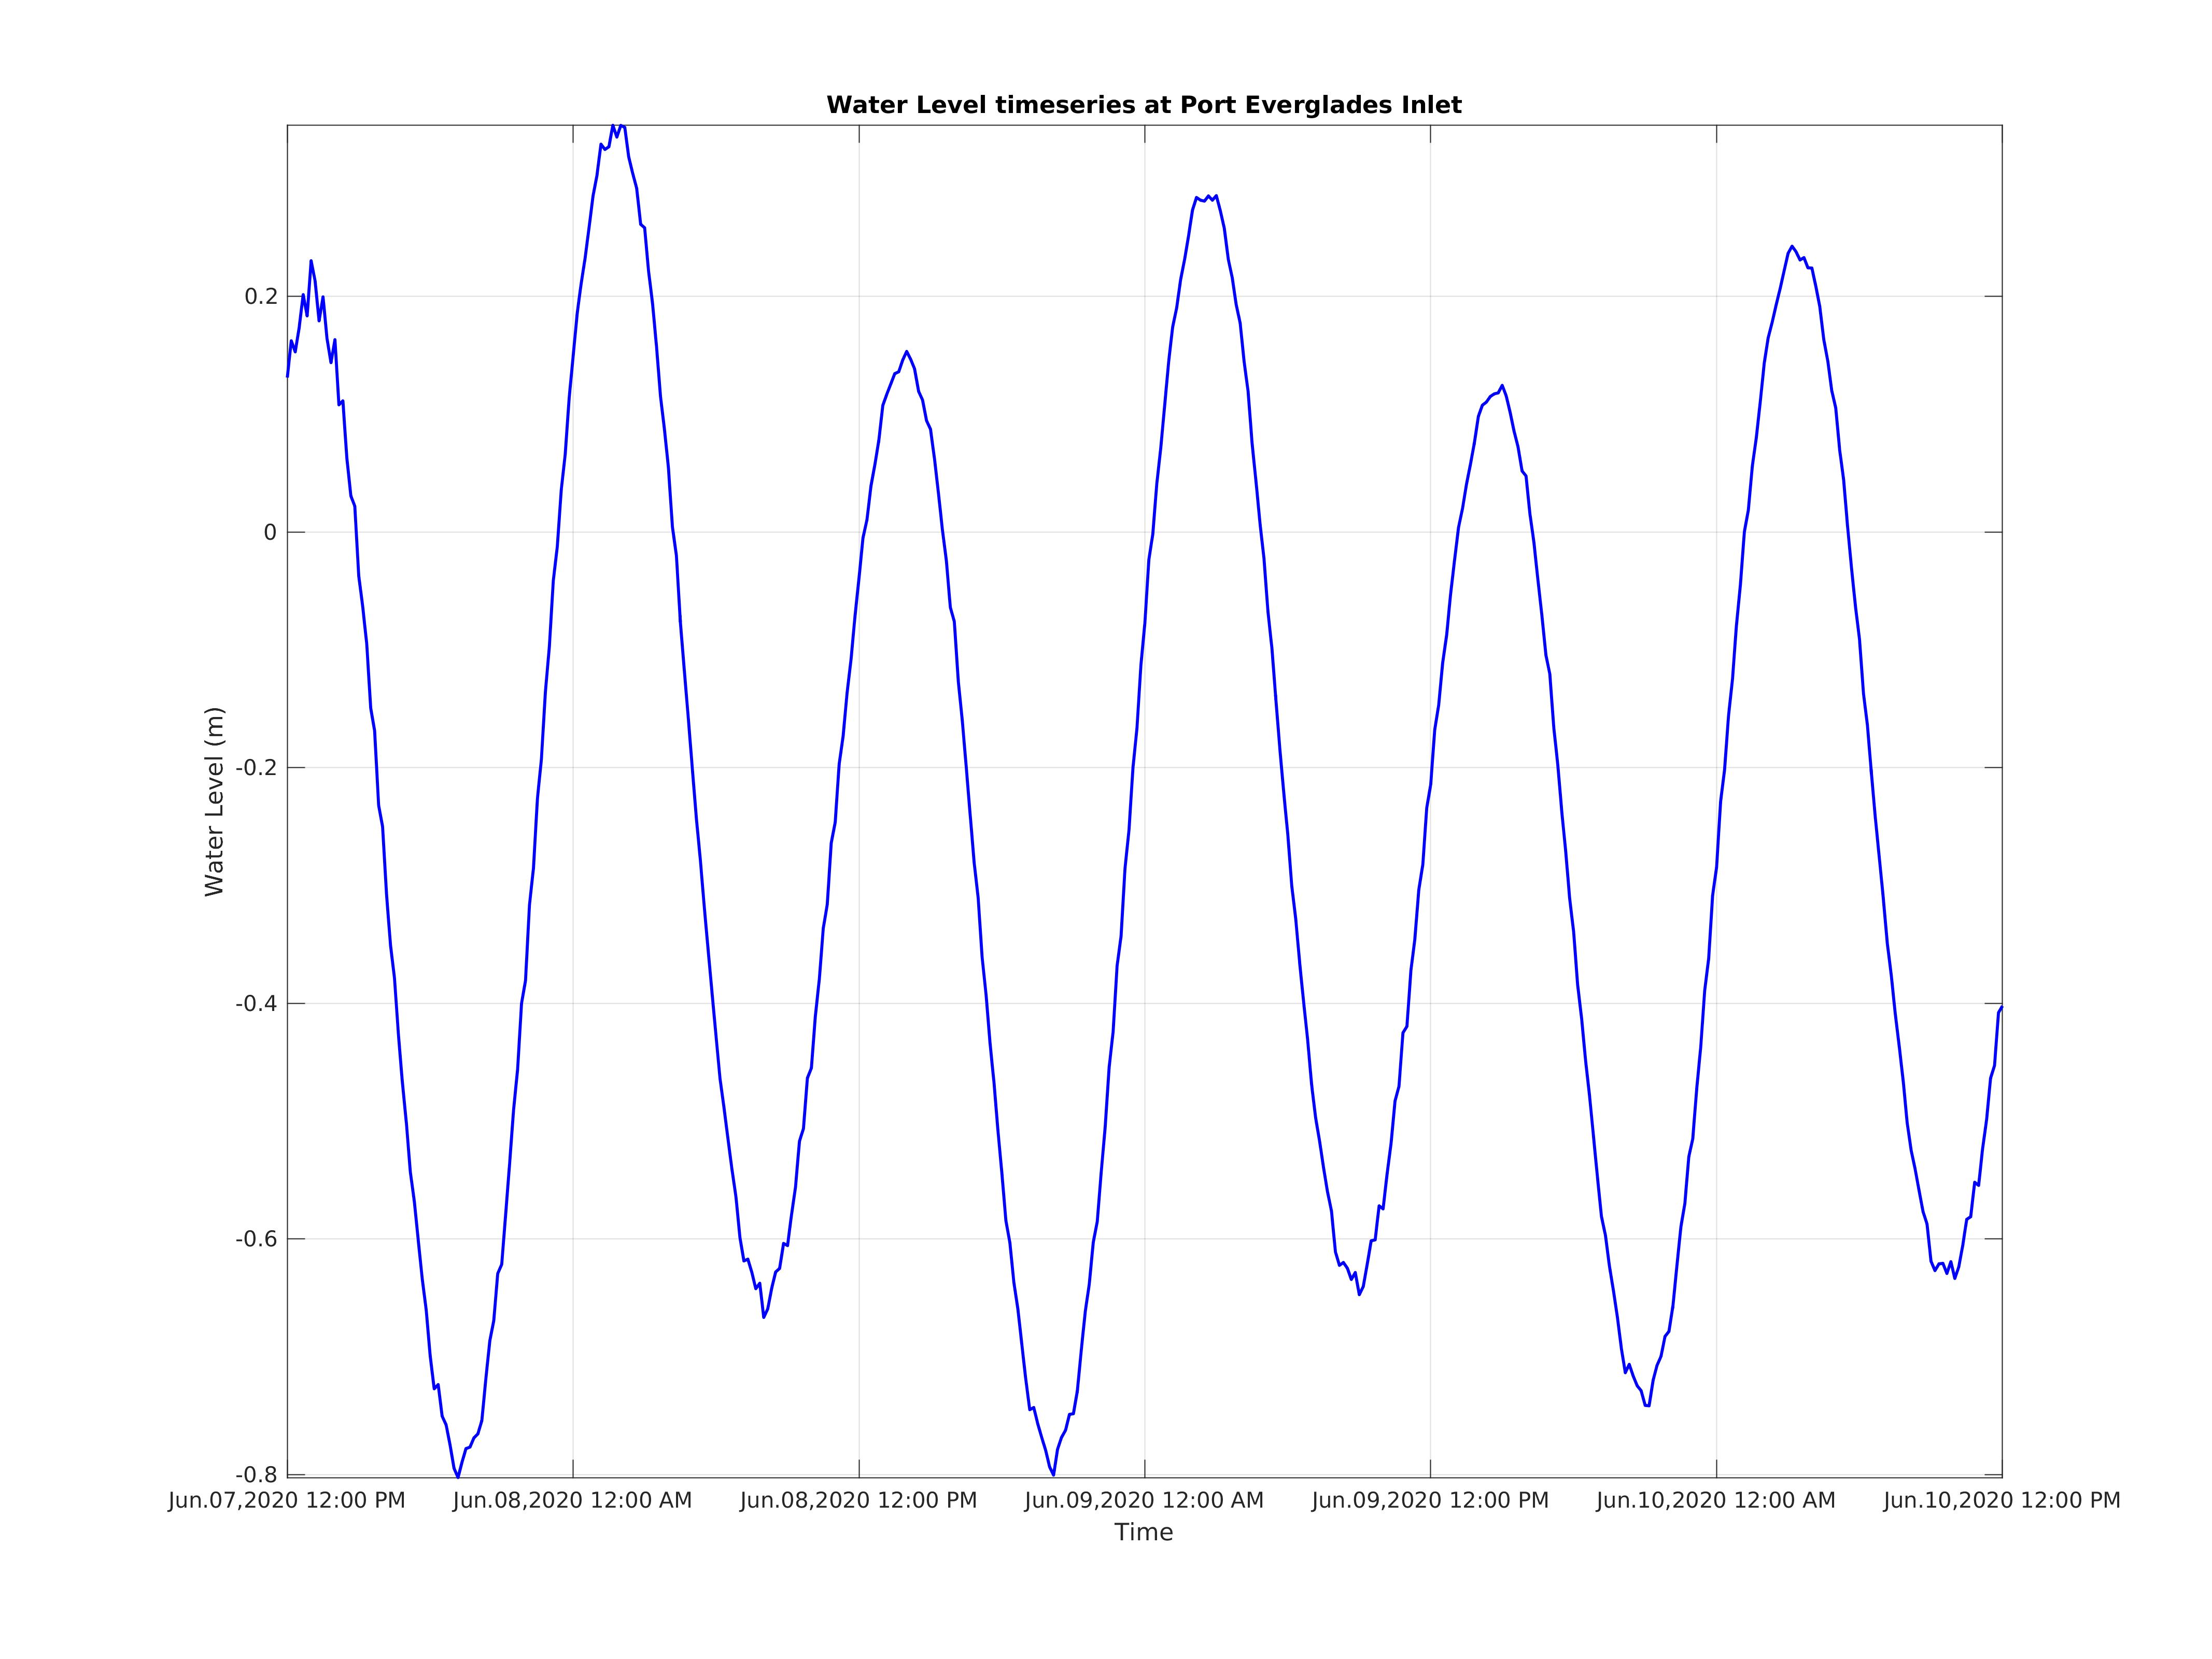 Water Level timeseries at Port Everglades Inlet
Water Level (m)
0.2
0
-0.2
-0.4
-0.6
-0.8
Jun.07,2020 12:00 PM
Jun.08,2020 12:00 AM
Jun.08,2020 12:00 PM
Jun.09,2020 12:00 AM
Jun.09,2020 12:00 PM
Jun.10,2020 12:00 AM
Jun.10,2020 12:00 PM
Time